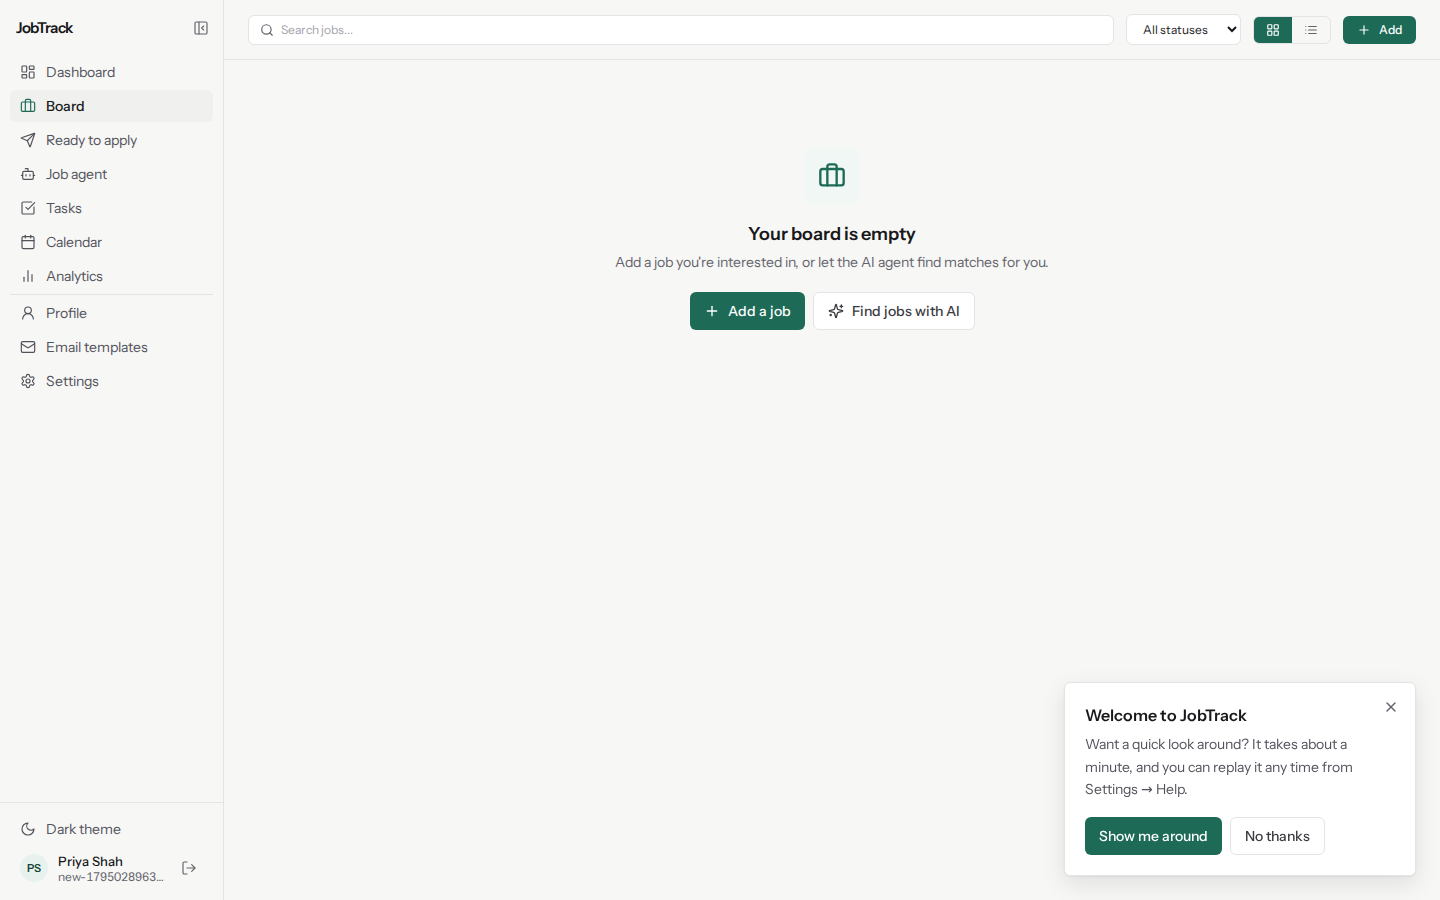 JobTrack
Dashboard
Board
Ready to apply
Job agent
Tasks
Calendar
Analytics
Profile
Email templates
Settings
Dark theme
PS
Priya Shah
new-1795028963...
Search jobs...
All statuses
Add
Your board is empty
Add a job you're interested in, or let the AI agent find matches for you.
Add a job
Find jobs with AI
Welcome to JobTrack
Want a quick look around? It takes about a
minute, and you can replay it any time from
Settings → Help.
Show me around
No thanks